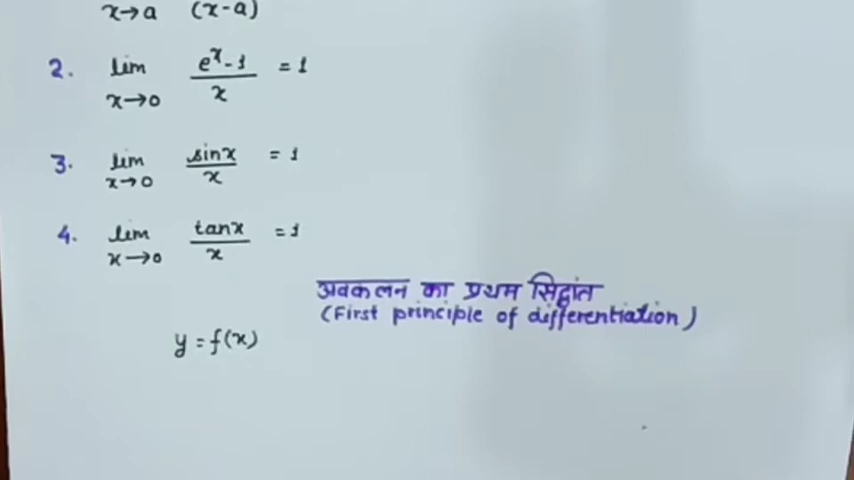 x→a (x-a)
2. lim e^x-1 = 1
x→0 x
3. lim sinx = 1
x→0 x
4. lim tanx = 1
x→0 x
अवकलन का प्रथम सिद्धांत
(First principle of differentiation)
y = f(x)